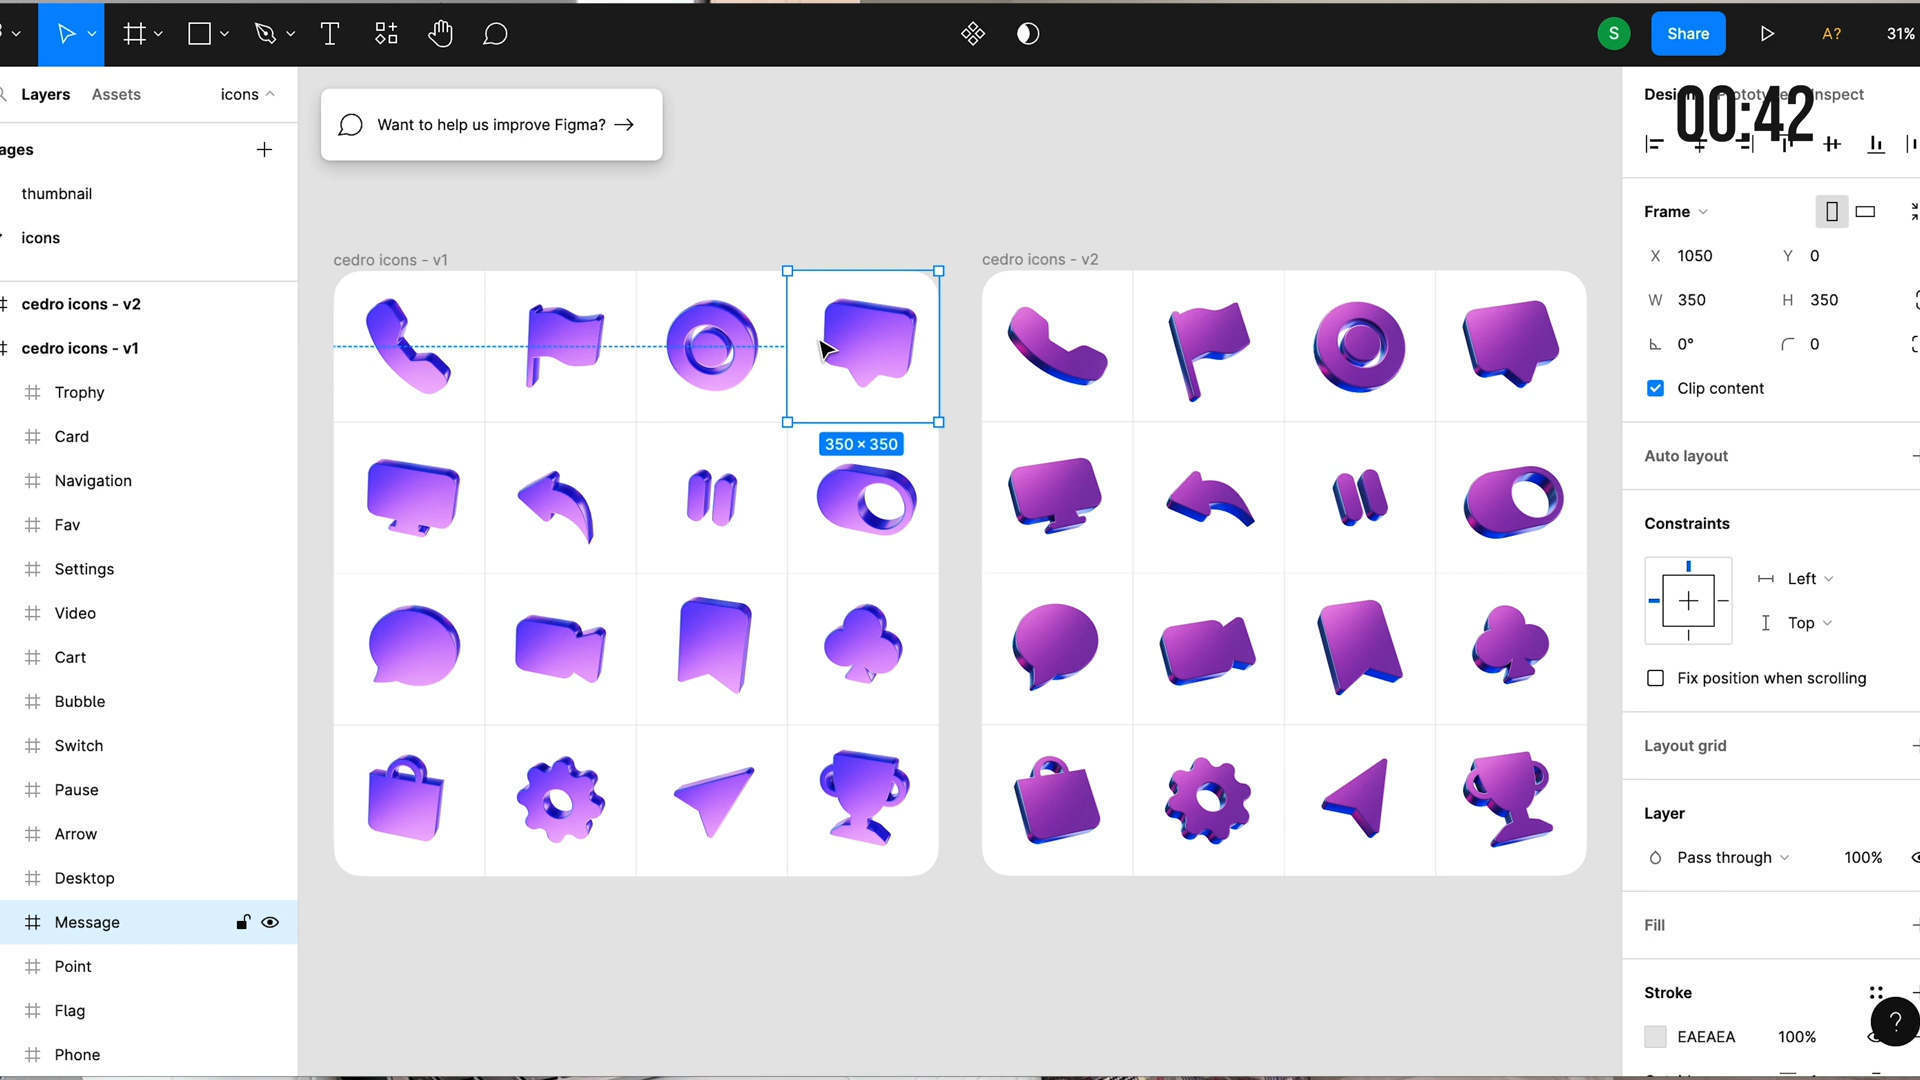 S
Share
A?
31%
Layers
Assets
icons
ages
thumbnail
icons
cedro icons - v2
cedro icons - v1
Trophy
Card
Navigation
Fav
Settings
Video
Cart
Bubble
Switch
Pause
Arrow
Desktop
Message
Point
Flag
Phone
Want to help us improve Figma?
cedro icons - v1
cedro icons - v2
350 × 350
00:42
Inspect
Frame
X 1050
Y 0
W 350
H 350
0°
0
Clip content
Auto layout
Constraints
Left
Top
Fix position when scrolling
Layout grid
Layer
Pass through
100%
Fill
Stroke
EAEAEA
100%
?